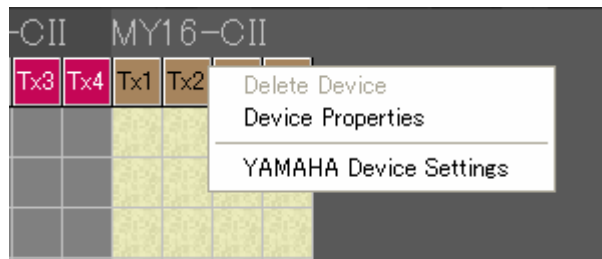 -CII MY16-CII
Tx3 Tx4 Tx1 Tx2
Delete Device
Device Properties
YAMAHA Device Settings